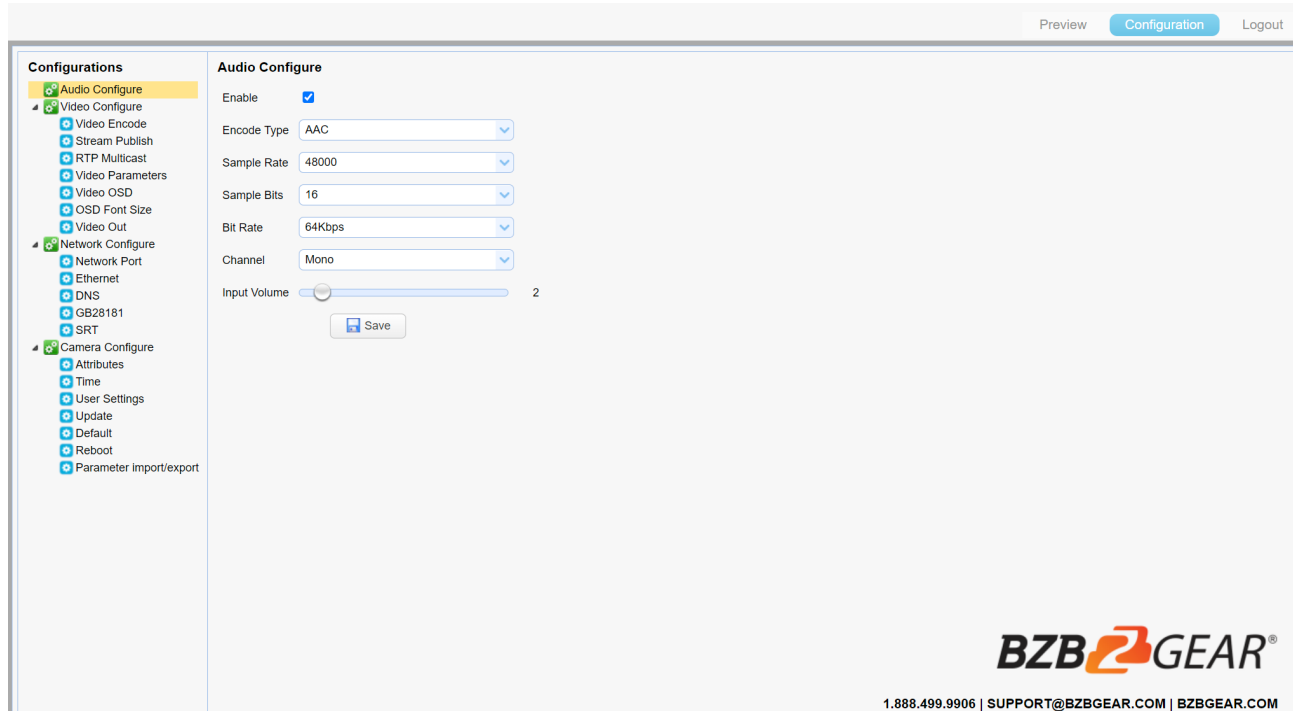 Preview Configuration Logout
Configurations
Audio Configure
Video Configure
Video Encode
Stream Publish
RTP Multicast
Video Parameters
Video OSD
OSD Font Size
Video Out
Network Configure
Network Port
Ethernet
DNS
GB28181
SRT
Camera Configure
Attributes
Time
User Settings
Update
Default
Reboot
Parameter import/export
Audio Configure
Enable
Encode Type AAC
Sample Rate 48000
Sample Bits 16
Bit Rate 64Kbps
Channel Mono
Input Volume 2
Save
BZB GEAR®
1.888.499.9906 | SUPPORT@BZBGEAR.COM | BZBGEAR.COM